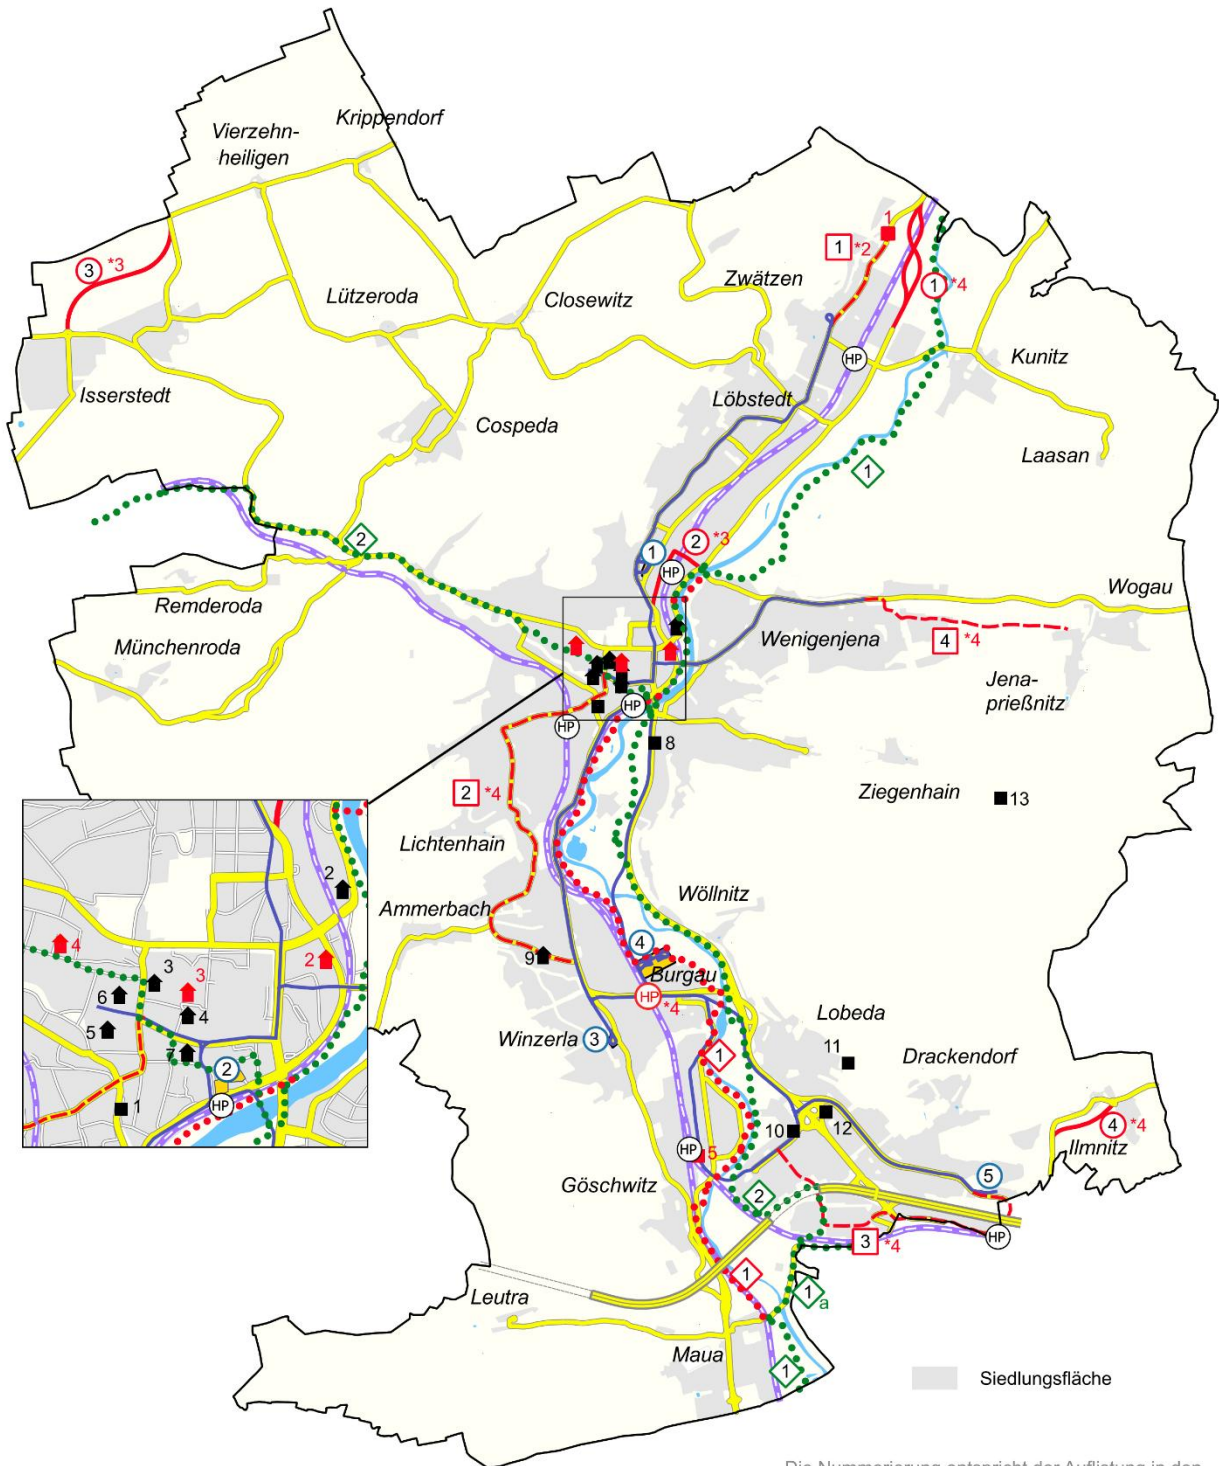 Krippendorf
Vierzehn-
heiligen
1
1 *2
3 *3
Zwätzen
1 *4
Lützeroda
Closewitz
HP
Kunitz
Isserstedt
Löbstedt
Cospeda
Laasan
1
2
1
2 *3
HP
Remderoda
Wogau
Münchenroda
Wenigenjena
4 *4
Jena-
prießnitz
HP
HP
8
2 *4
Ziegenhain
13
Lichtenhain
Wöllnitz
Ammerbach
2
4
9
4
3
3
2
6
4
5
7
2
1
HP
Burgau
HP *4
Winzerla
3
Lobeda
11
Drackendorf
1
10
12
4 *4
Ilmnitz
HP
5
Göschwitz
2
5
3 *4
HP
1
1
a
Leutra
Maua
1
Siedlungsfläche